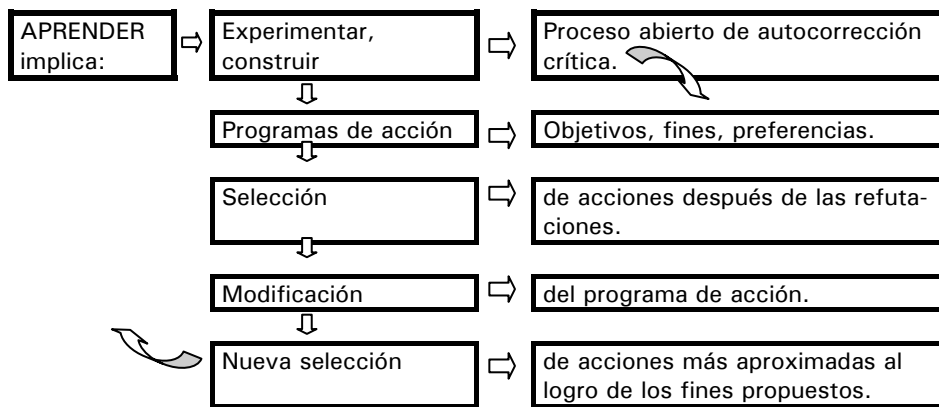 APRENDER
implica:
Experimentar,
construir
Proceso abierto de autocorrección
crítica.
Programas de acción
Objetivos, fines, preferencias.
Selección
de acciones después de las refuta-
ciones.
Modificación
del programa de acción.
Nueva selección
de acciones más aproximadas al
logro de los fines propuestos.